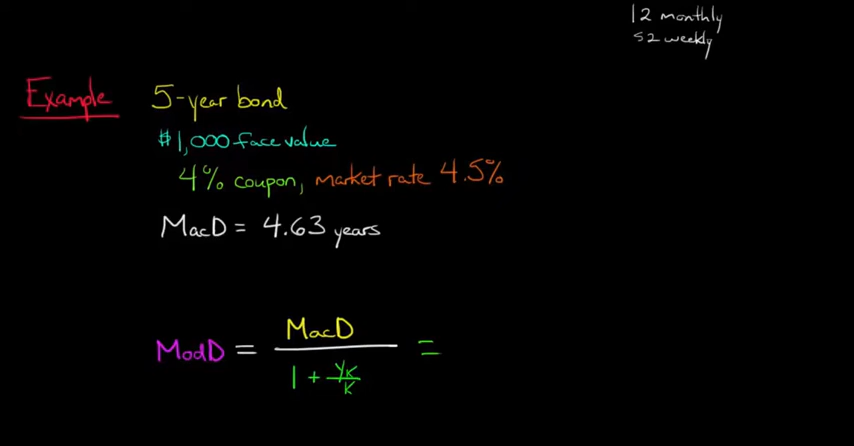 12 monthly
52 weekly
Example
5-year bond
$1,000 face value
4% coupon, market rate 4.5%
MacD = 4.63 years
ModD = MacD / 1 + yK/K =